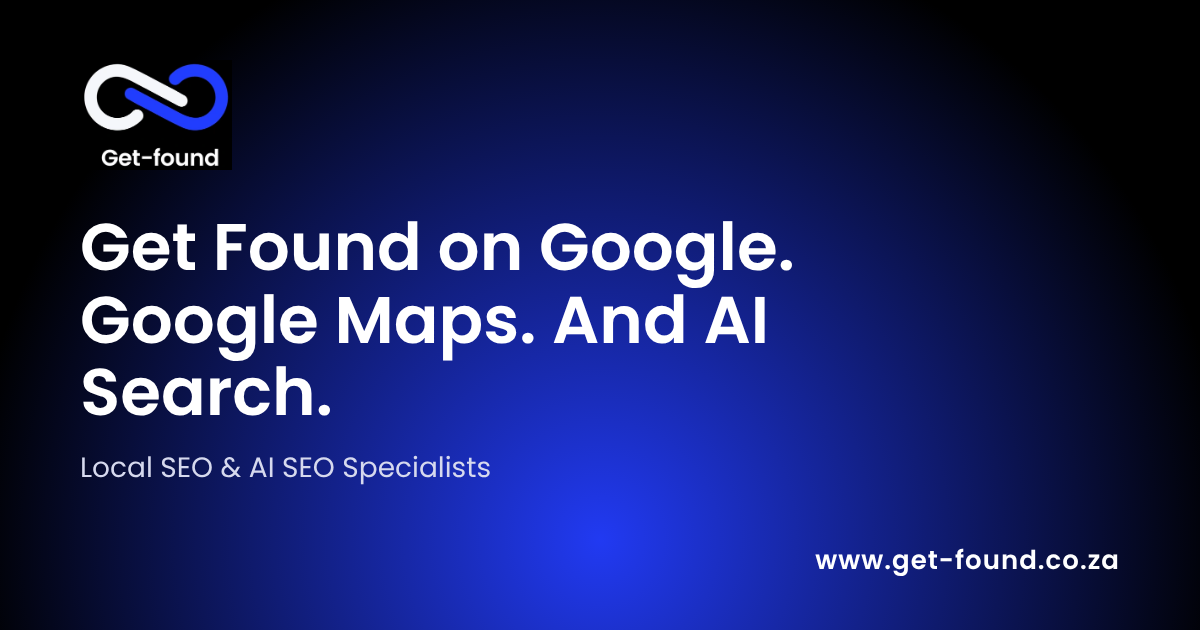 Get-found
Get Found on Google.
Google Maps. And AI
Search.
Local SEO & AI SEO Specialists
www.get-found.co.za